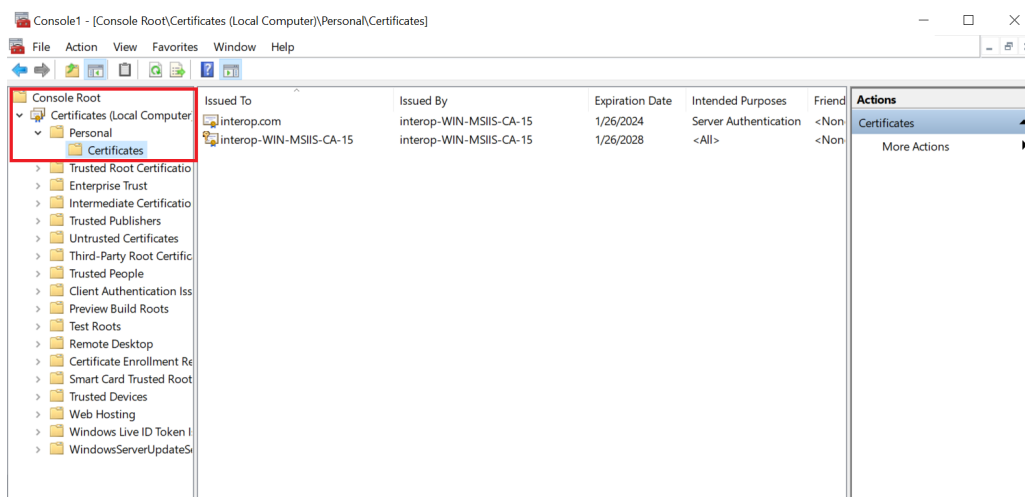 Console1 - [Console Root\Certificates (Local Computer)\Personal\Certificates]
File Action View Favorites Window Help
Console Root
Certificates (Local Computer
Personal
Certificates
Trusted Root Certificatio
Enterprise Trust
Intermediate Certificatio
Trusted Publishers
Untrusted Certificates
Third-Party Root Certific
Trusted People
Client Authentication Iss
Preview Build Roots
Test Roots
Remote Desktop
Certificate Enrollment Re
Smart Card Trusted Root
Trusted Devices
Web Hosting
Windows Live ID Token I
WindowsServerUpdateSe
Issued To Issued By Expiration Date Intended Purposes Friend
interop.com interop-WIN-MSIIS-CA-15 1/26/2024 Server Authentication <Non
interop-WIN-MSIIS-CA-15 interop-WIN-MSIIS-CA-15 1/26/2028 <All> <Non
Actions
Certificates
More Actions